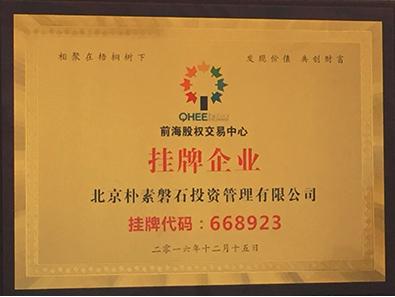 相聚在梧桐树下
发现价值 共创财富
QHEE
前海股权交易中心
挂牌企业
北京朴素磐石投资管理有限公司
挂牌代码：668923
二零一六年十二月十五日